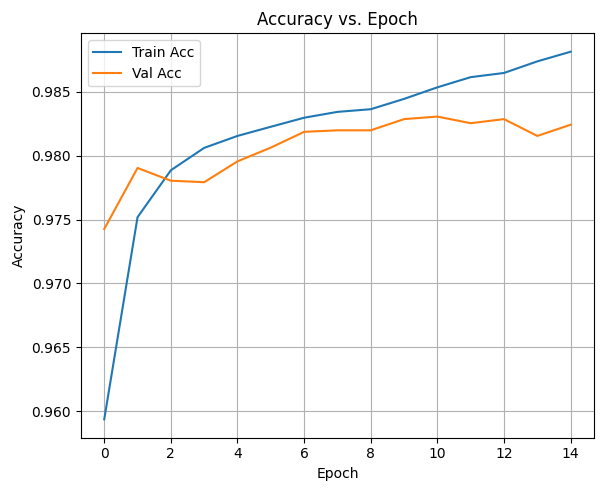 Accuracy vs. Epoch
Train Acc
Val Acc
0.985
0.980
0.975
0.970
0.965
0.960
Accuracy
0 2 4 6 8 10 12 14
Epoch